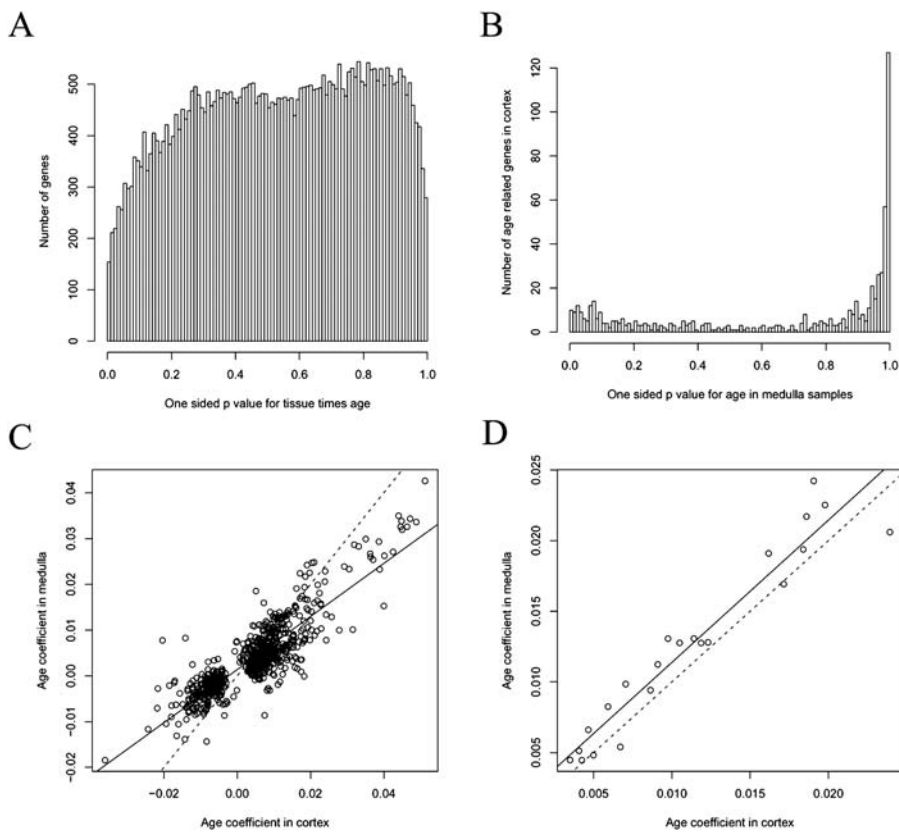 A
Number of genes
500
400
300
200
100
0
0.0 0.2 0.4 0.6 0.8 1.0
One sided p value for tissue times age
B
Number of age related genes in cortex
120
100
80
60
40
20
0
0.0 0.2 0.4 0.6 0.8 1.0
One sided p value for age in medulla samples
C
Age coefficient in medulla
0.04
0.03
0.02
0.01
0.00
−0.01
−0.02
−0.02 0.00 0.02 0.04
Age coefficient in cortex
D
Age coefficient in medulla
0.025
0.020
0.015
0.010
0.005
0.005 0.010 0.015 0.020
Age coefficient in cortex